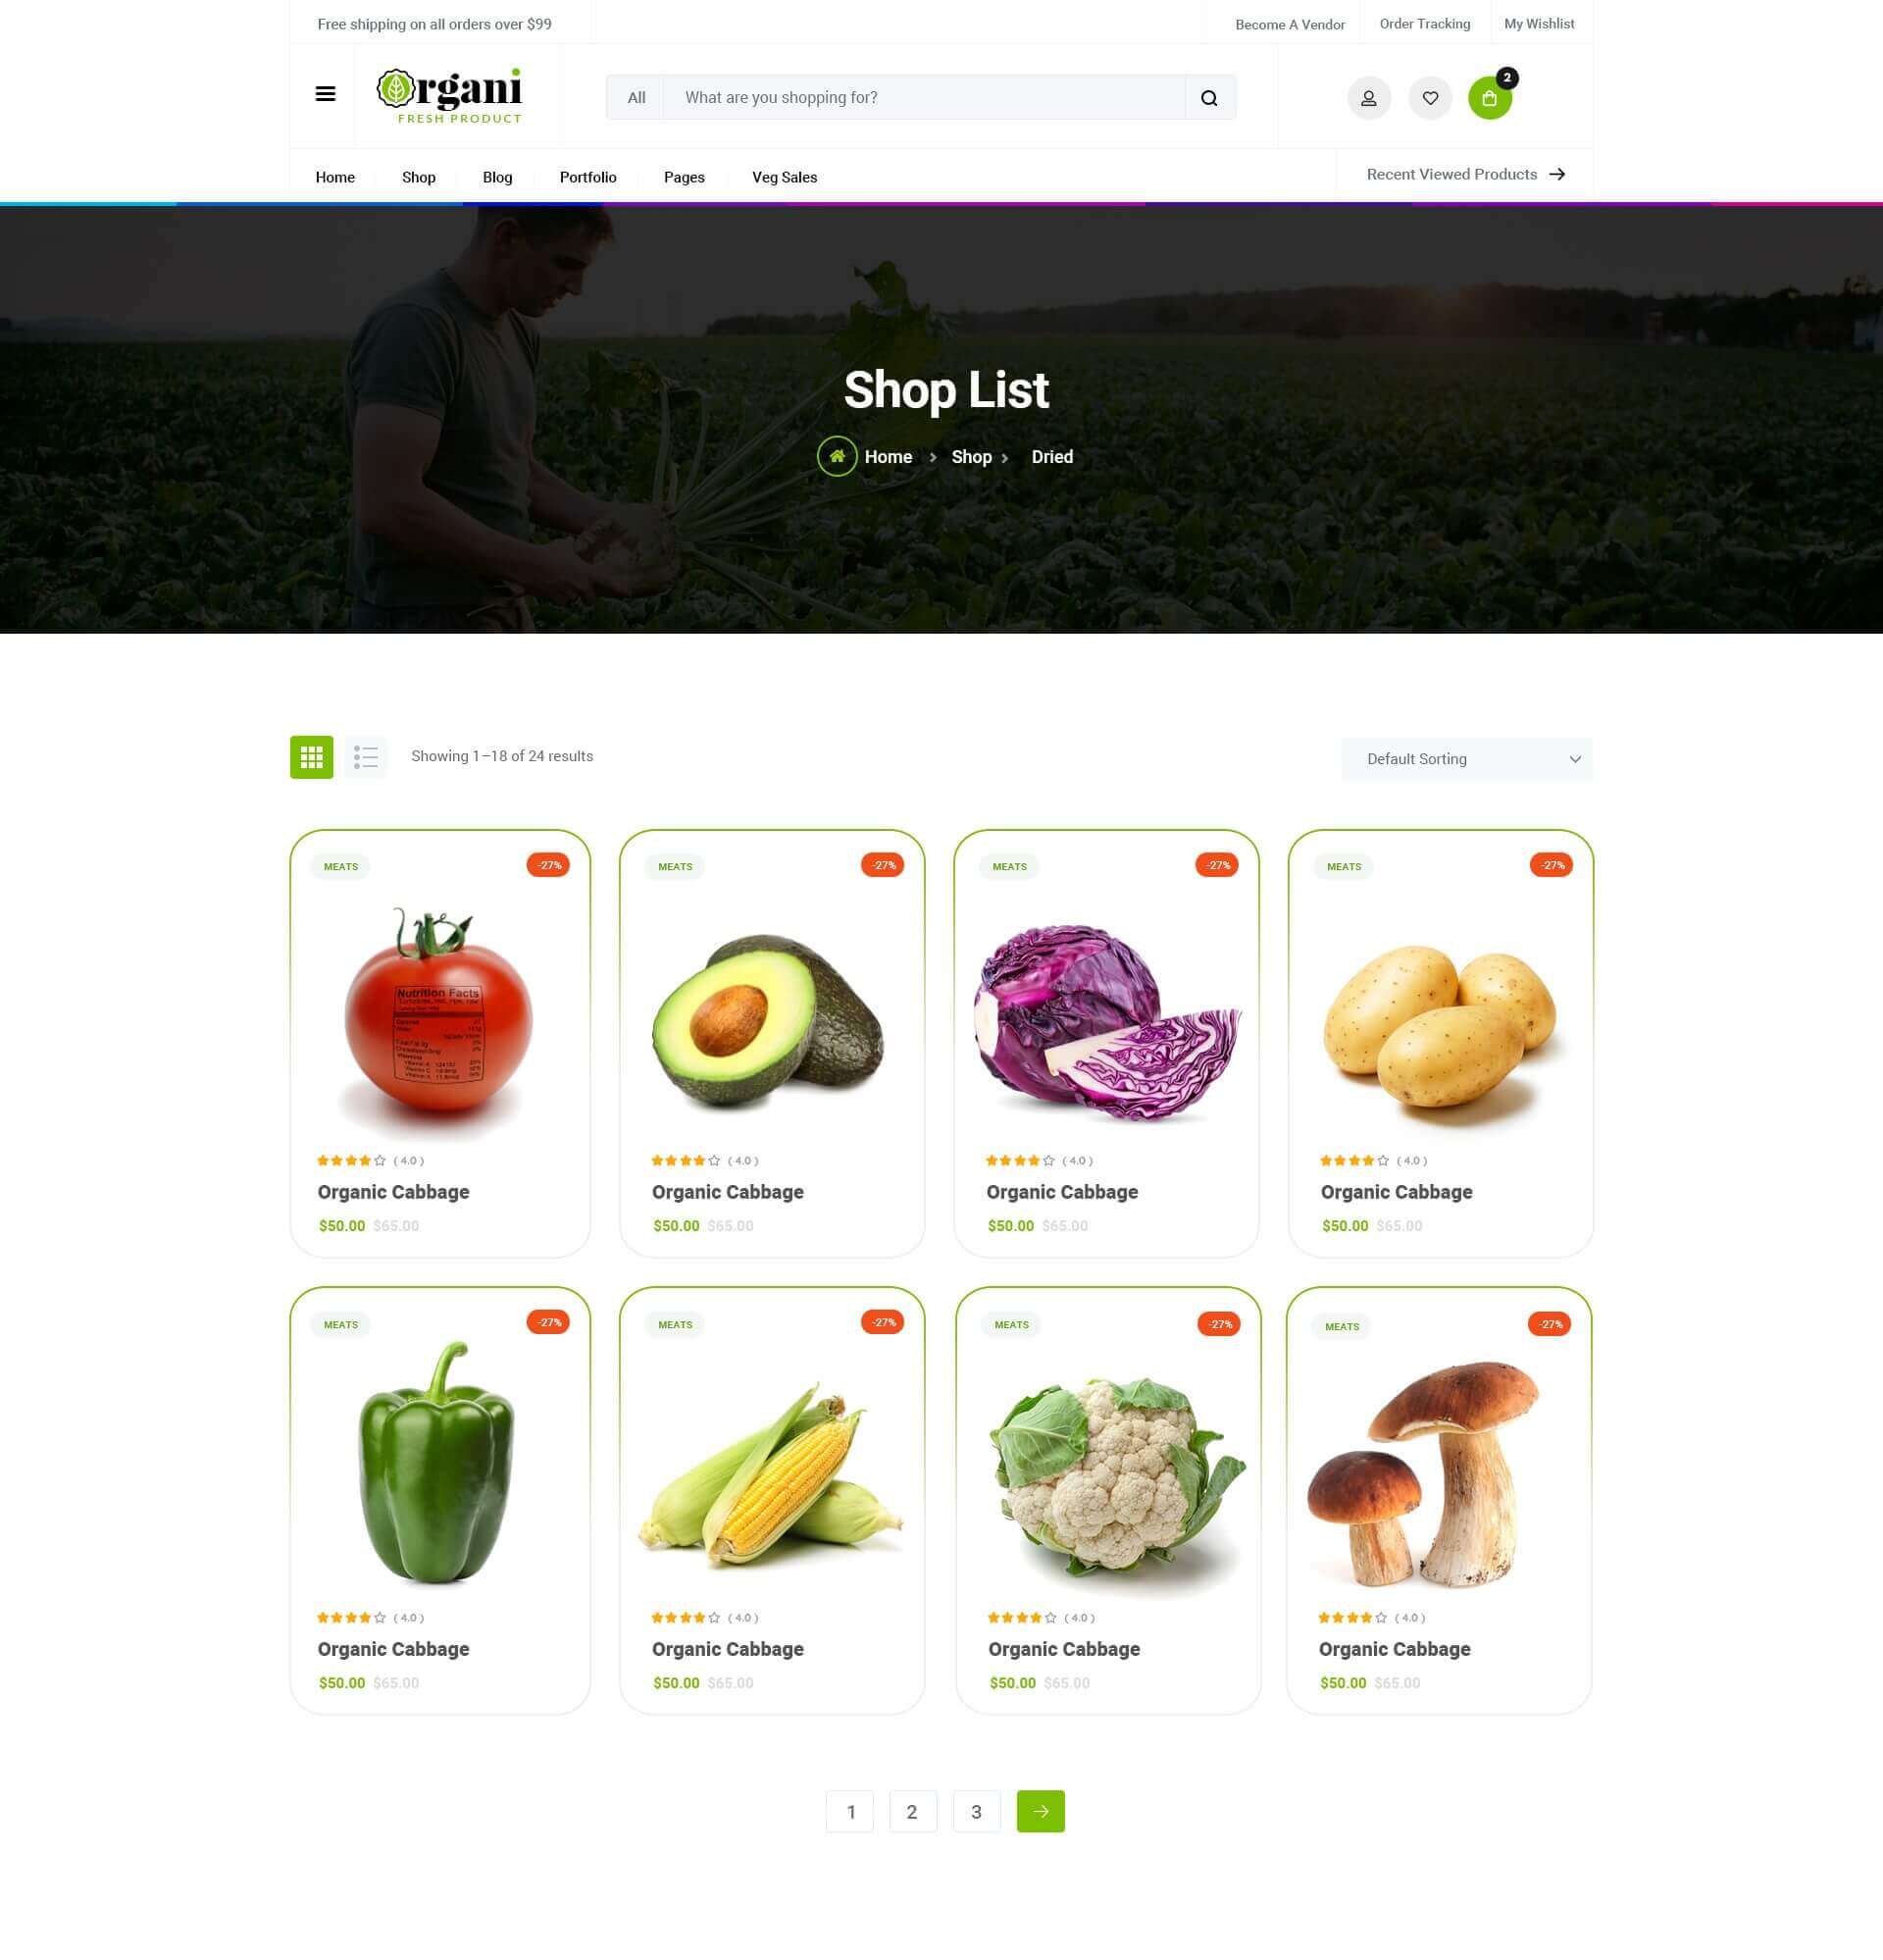 Free shipping on all orders over $99
Become A Vendor
Order Tracking
My Wishlist
Organi
FRESH PRODUCT
All
What are you shopping for?
2
Home
Shop
Blog
Portfolio
Pages
Veg Sales
Recent Viewed Products
Shop List
Home
Shop
Dried
Showing 1–18 of 24 results
Default Sorting
MEATS
-27%
MEATS
-27%
MEATS
-27%
MEATS
-27%
Nutrition Facts
( 4.0 )
( 4.0 )
( 4.0 )
( 4.0 )
Organic Cabbage
Organic Cabbage
Organic Cabbage
Organic Cabbage
$50.00 $65.00
$50.00 $65.00
$50.00 $65.00
$50.00 $65.00
MEATS
-27%
MEATS
-27%
MEATS
-27%
MEATS
-27%
( 4.0 )
( 4.0 )
( 4.0 )
( 4.0 )
Organic Cabbage
Organic Cabbage
Organic Cabbage
Organic Cabbage
$50.00 $65.00
$50.00 $65.00
$50.00 $65.00
$50.00 $65.00
1
2
3